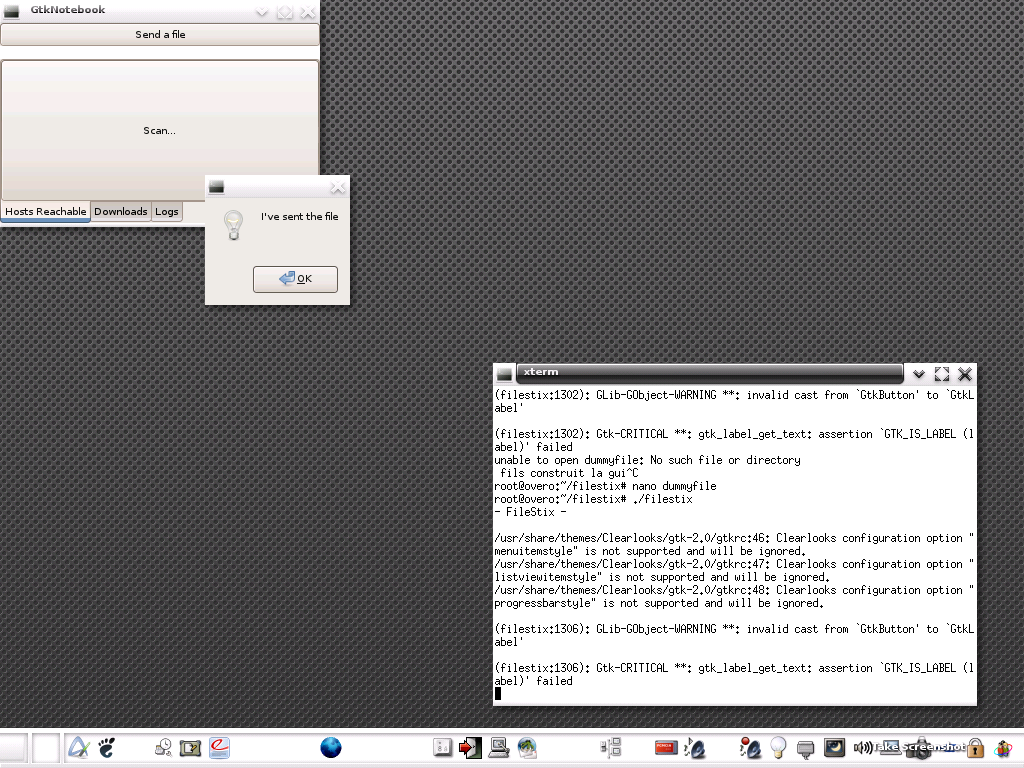 GtkNotebook
Send a file
Scan...
Hosts Reachable
Downloads
Logs
I've sent the file
OK
xterm
(filestix:1302): GLib-GObject-WARNING **: invalid cast from `GtkButton' to `GtkL
abel'
(filestix:1302): Gtk-CRITICAL **: gtk_label_get_text: assertion `GTK_IS_LABEL (l
abel)' failed
unable to open dummyfile: No such file or directory
fils construit la gui^C
root@overo:~/filestix# nano dummyfile
root@overo:~/filestix# ./filestix
- FileStix -
/usr/share/themes/Clearlooks/gtk-2.0/gtkrc:46: Clearlooks configuration option "
menuitemstyle" is not supported and will be ignored.
/usr/share/themes/Clearlooks/gtk-2.0/gtkrc:47: Clearlooks configuration option "
listviewitemstyle" is not supported and will be ignored.
/usr/share/themes/Clearlooks/gtk-2.0/gtkrc:48: Clearlooks configuration option "
progressbarstyle" is not supported and will be ignored.
(filestix:1306): GLib-GObject-WARNING **: invalid cast from `GtkButton' to `GtkL
abel'
(filestix:1306): Gtk-CRITICAL **: gtk_label_get_text: assertion `GTK_IS_LABEL (l
abel)' failed
Take Screenshot